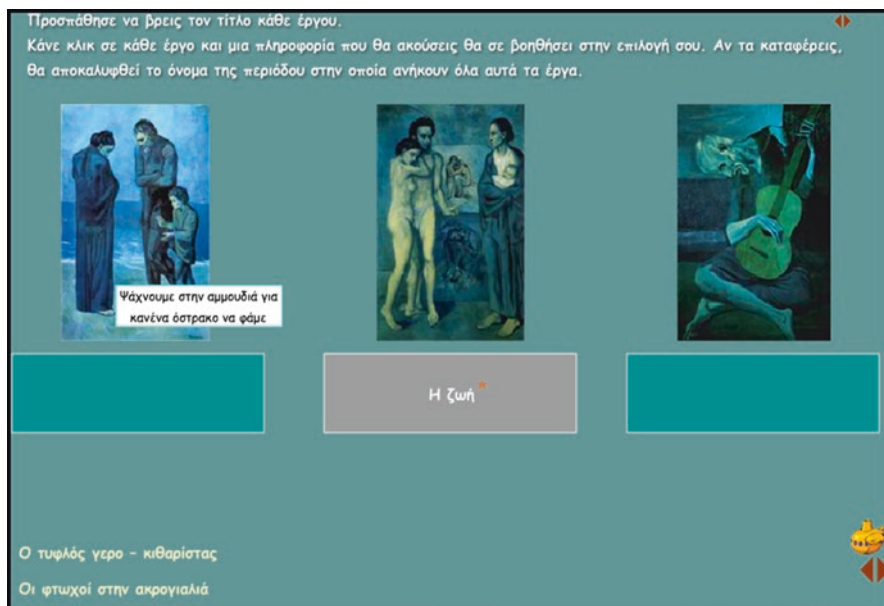 Προσπάθησε να βρεις τον τίτλο κάθε έργου.
Κάνε κλικ σε κάθε έργο και μια πληροφορία που θα ακούσεις θα σε βοηθήσει στην επιλογή σου. Αν τα καταφέρεις,
θα αποκαλυφθεί το όνομα της περιόδου στην οποία ανήκουν όλα αυτά τα έργα.
Ψάχνουμε στην αμμουδιά για
κανένα όστρακο να φάμε
Η ζωή
Ο τυφλός γερο - κιθαρίστας
Οι φτωχοί στην ακρογιαλιά